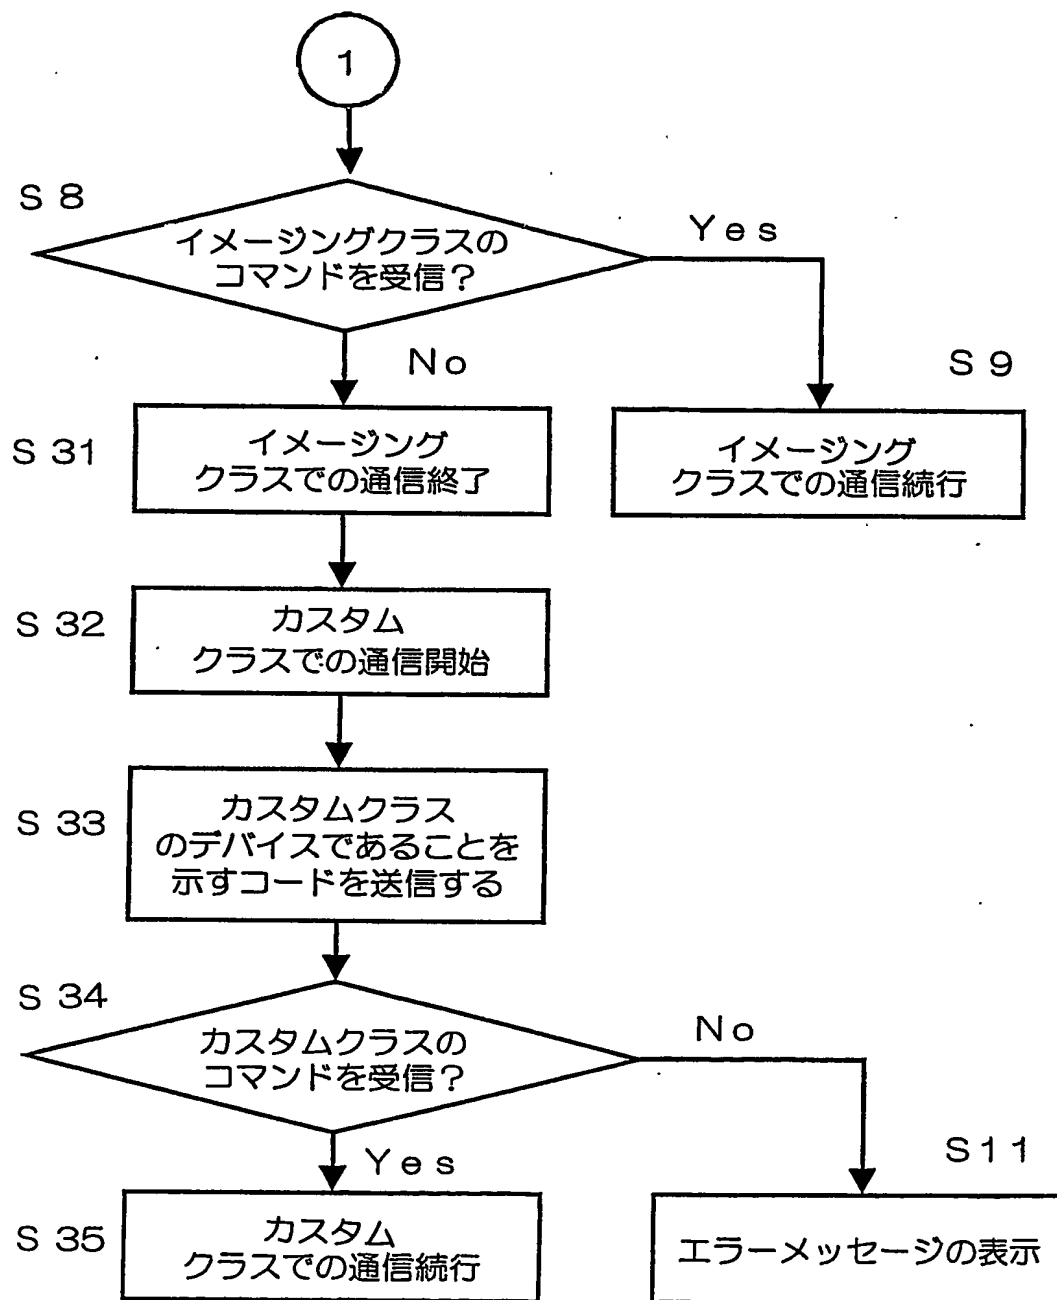 1
S 8
イメージングクラスの
コマンドを受信?
Yes
No
S 9
S 31
イメージング
クラスでの通信終了
イメージング
クラスでの通信続行
S 32
カスタム
クラスでの通信開始
S 33
カスタムクラス
のデバイスであることを
示すコードを送信する
S 34
カスタムクラスの
コマンドを受信?
No
Yes
S11
S 35
カスタム
クラスでの通信続行
エラーメッセージの表示